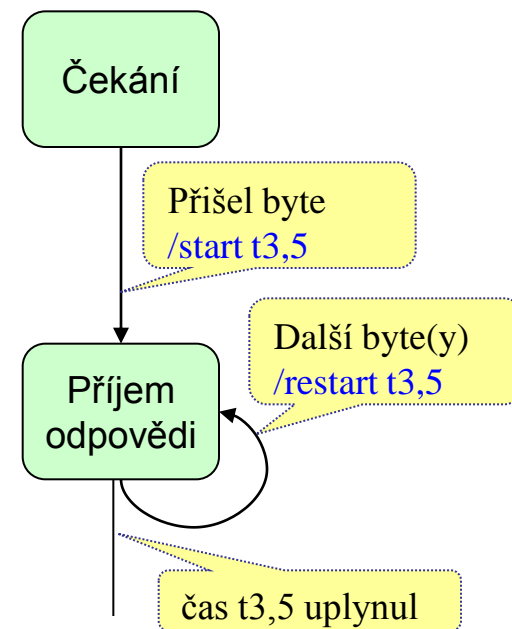 Čekání
Přišel byte
/start t3,5
Další byte(y)
/restart t3,5
Příjem
odpovědi
čas t3,5 uplynul